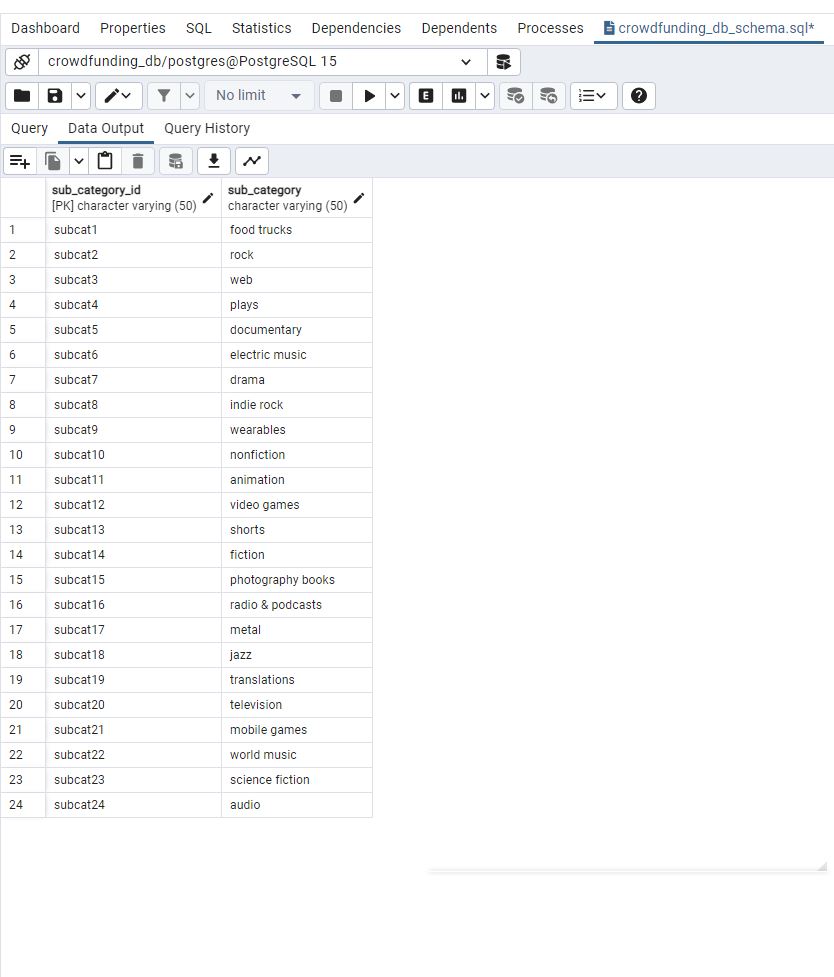 Dashboard Properties SQL Statistics Dependencies Dependents Processes crowdfunding_db_schema.sql*
crowdfunding_db/postgres@PostgreSQL 15
No limit E
Query Data Output Query History
sub_category_id sub_category
[PK] character varying (50) character varying (50)
1 subcat1 food trucks
2 subcat2 rock
3 subcat3 web
4 subcat4 plays
5 subcat5 documentary
6 subcat6 electric music
7 subcat7 drama
8 subcat8 indie rock
9 subcat9 wearables
10 subcat10 nonfiction
11 subcat11 animation
12 subcat12 video games
13 subcat13 shorts
14 subcat14 fiction
15 subcat15 photography books
16 subcat16 radio & podcasts
17 subcat17 metal
18 subcat18 jazz
19 subcat19 translations
20 subcat20 television
21 subcat21 mobile games
22 subcat22 world music
23 subcat23 science fiction
24 subcat24 audio